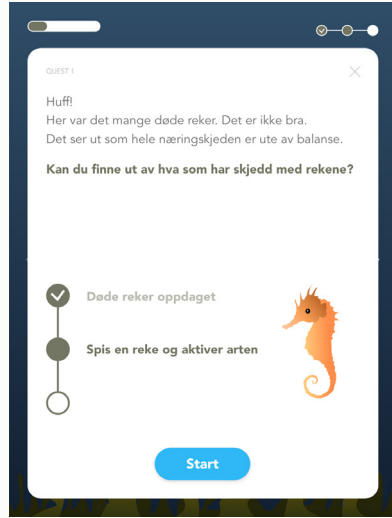 QUEST 1
Huff!
Her var det mange døde reker. Det er ikke bra.
Det ser ut som hele næringskjeden er ute av balanse.
Kan du finne ut av hva som har skjedd med rekene?
Døde reker oppdaget
Spis en reke og aktiver arten
Start